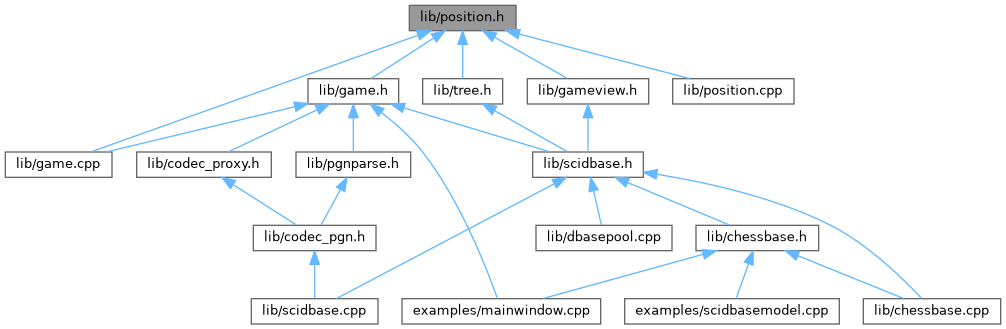 lib/position.h
lib/game.h
lib/tree.h
lib/gameview.h
lib/position.cpp
lib/game.cpp
lib/codec_proxy.h
lib/pgnparse.h
lib/scidbase.h
lib/codec_pgn.h
lib/dbasepool.cpp
lib/chessbase.h
lib/scidbase.cpp
examples/mainwindow.cpp
examples/scidbasemodel.cpp
lib/chessbase.cpp